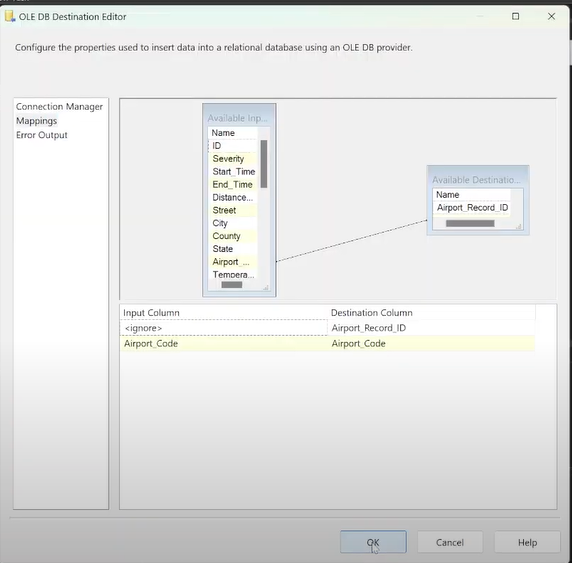 OLE DB Destination Editor
Configure the properties used to insert data into a relational database using an OLE DB provider.
Connection Manager
Mappings
Error Output
Available Inp...
Name
ID
Severity
Start_Time
End_Time
Distance...
Street
City
County
State
Airport_...
Tempera...
Available Destinatio...
Name
Airport_Record_ID
Input Column Destination Column
<ignore> Airport_Record_ID
Airport_Code Airport_Code
OK Cancel Help